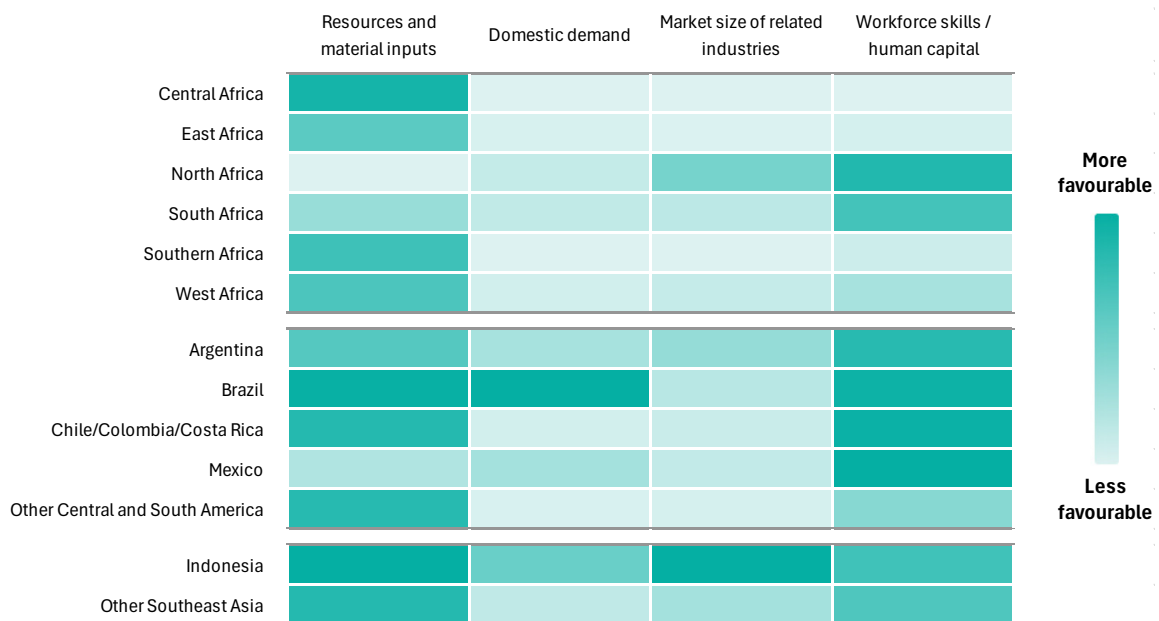 Resources and
material inputs
Domestic demand
Market size of related
industries
Workforce skills /
human capital
Central Africa
East Africa
North Africa
South Africa
Southern Africa
West Africa
Argentina
Brazil
Chile/Colombia/Costa Rica
Mexico
Other Central and South America
Indonesia
Other Southeast Asia
More
favourable
Less
favourable